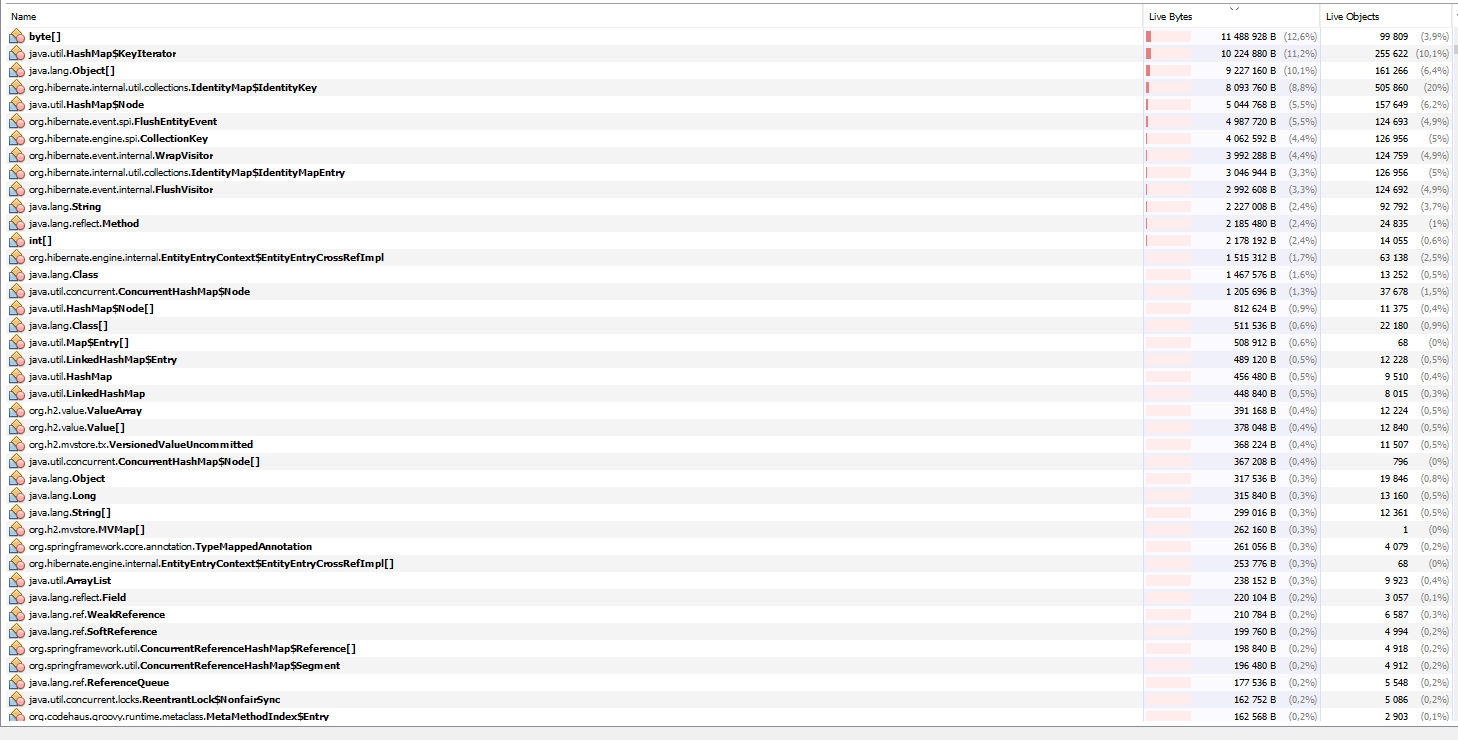 Name Live Bytes Live Objects
byte[] 11 488 928 B (12,6%) 99 809 (3,9%)
java.util.HashMap$KeyIterator 10 224 880 B (11,2%) 255 622 (10,1%)
java.lang.Object[] 9 227 160 B (10,1%) 161 266 (6,4%)
org.hibernate.internal.util.collections.IdentityMap$IdentityKey 8 093 760 B (8,8%) 505 860 (20%)
java.util.HashMap$Node 5 044 768 B (5,5%) 157 649 (6,2%)
org.hibernate.event.spi.FlushEntityEvent 4 987 720 B (5,5%) 124 693 (4,9%)
org.hibernate.engine.spi.CollectionKey 4 062 592 B (4,4%) 126 956 (5%)
org.hibernate.event.internal.WrapVisitor 3 992 288 B (4,4%) 124 759 (4,9%)
org.hibernate.internal.util.collections.IdentityMap$IdentityMapEntry 3 046 944 B (3,3%) 126 956 (5%)
org.hibernate.event.internal.FlushVisitor 2 992 608 B (3,3%) 124 692 (4,9%)
java.lang.String 2 227 008 B (2,4%) 92 792 (3,7%)
java.lang.reflect.Method 2 185 480 B (2,4%) 24 835 (1%)
int[] 2 178 192 B (2,4%) 14 055 (0,6%)
org.hibernate.engine.internal.EntityEntryContext$EntityEntryCrossRefImpl 1 515 312 B (1,7%) 63 138 (2,5%)
java.lang.Class 1 467 576 B (1,6%) 13 252 (0,5%)
java.util.concurrent.ConcurrentHashMap$Node 1 205 696 B (1,3%) 37 678 (1,5%)
java.util.HashMap$Node[] 812 624 B (0,9%) 11 375 (0,4%)
java.lang.Class[] 511 536 B (0,6%) 22 180 (0,9%)
java.util.Map$Entry[] 508 912 B (0,6%) 68 (0%)
java.util.LinkedHashMap$Entry 489 120 B (0,5%) 12 228 (0,5%)
java.util.HashMap 456 480 B (0,5%) 9 510 (0,4%)
java.util.LinkedHashMap 448 840 B (0,5%) 8 015 (0,3%)
org.h2.value.ValueArray 391 168 B (0,4%) 12 224 (0,5%)
org.h2.value.Value[] 378 048 B (0,4%) 12 840 (0,5%)
org.h2.mvstore.tx.VersionedValueUncommitted 368 224 B (0,4%) 11 507 (0,5%)
java.util.concurrent.ConcurrentHashMap$Node[] 367 208 B (0,4%) 796 (0%)
java.lang.Object 317 536 B (0,3%) 19 846 (0,8%)
java.lang.Long 315 840 B (0,3%) 13 160 (0,5%)
java.lang.String[] 299 016 B (0,3%) 12 361 (0,5%)
org.h2.mvstore.MVMap[] 262 160 B (0,3%) 1 (0%)
org.springframework.core.annotation.TypeMappedAnnotation 261 056 B (0,3%) 4 079 (0,2%)
org.hibernate.engine.internal.EntityEntryContext$EntityEntryCrossRefImpl[] 253 776 B (0,3%) 68 (0%)
java.util.ArrayList 238 152 B (0,3%) 9 923 (0,4%)
java.lang.reflect.Field 220 104 B (0,2%) 3 057 (0,1%)
java.lang.ref.WeakReference 210 784 B (0,2%) 6 587 (0,3%)
java.lang.ref.SoftReference 199 760 B (0,2%) 4 994 (0,2%)
org.springframework.util.ConcurrentReferenceHashMap$Reference[] 198 840 B (0,2%) 4 918 (0,2%)
org.springframework.util.ConcurrentReferenceHashMap$Segment 196 480 B (0,2%) 4 912 (0,2%)
java.lang.ref.ReferenceQueue 177 536 B (0,2%) 5 548 (0,2%)
java.util.concurrent.locks.ReentrantLock$NonfairSync 162 752 B (0,2%) 5 086 (0,2%)
org.codehaus.groovy.runtime.metaclass.MetaMethodIndex$Entry 162 568 B (0,2%) 2 903 (0,1%)